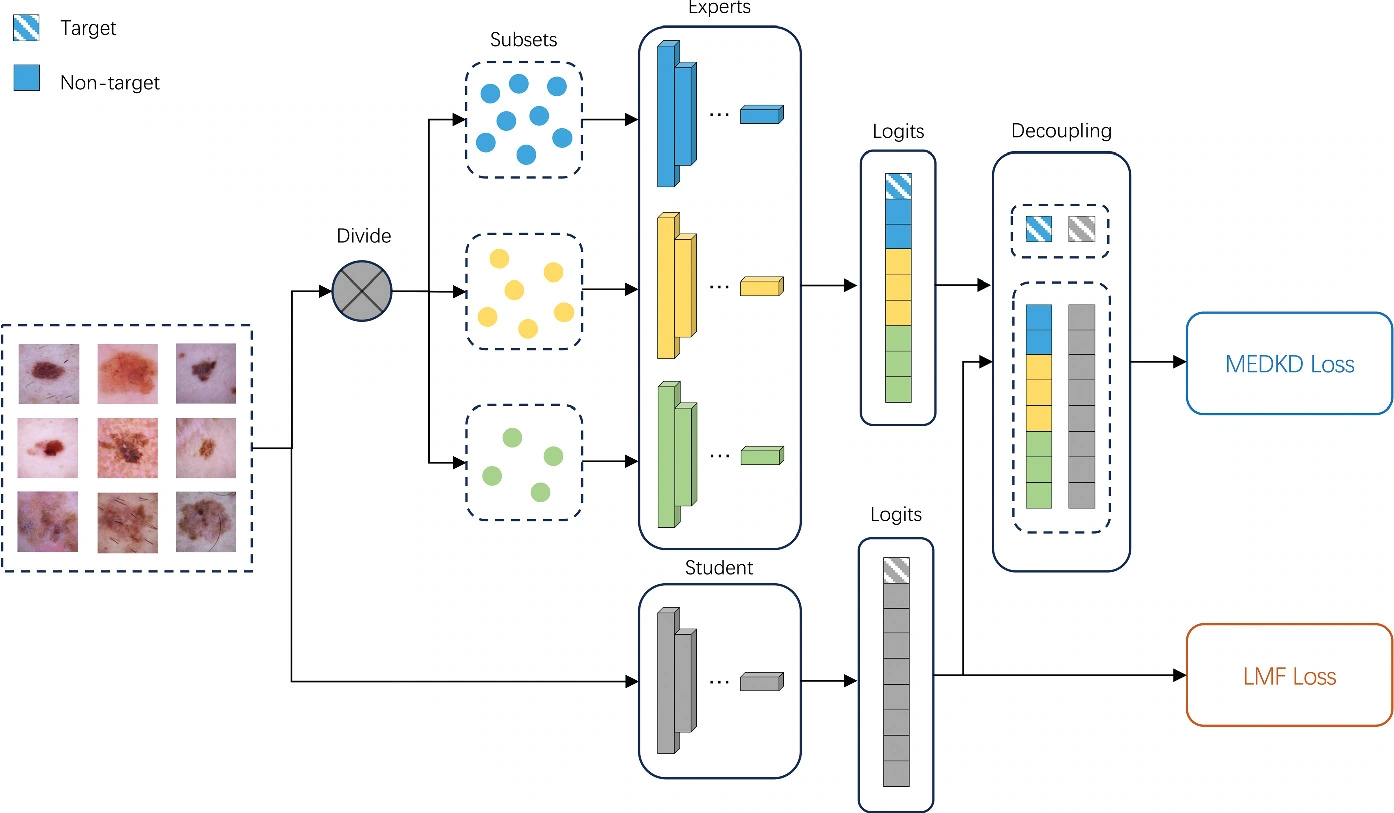 Target
Non-target
Experts
Subsets
Logits
Decoupling
Divide
MEDKD Loss
Logits
Student
LMF Loss